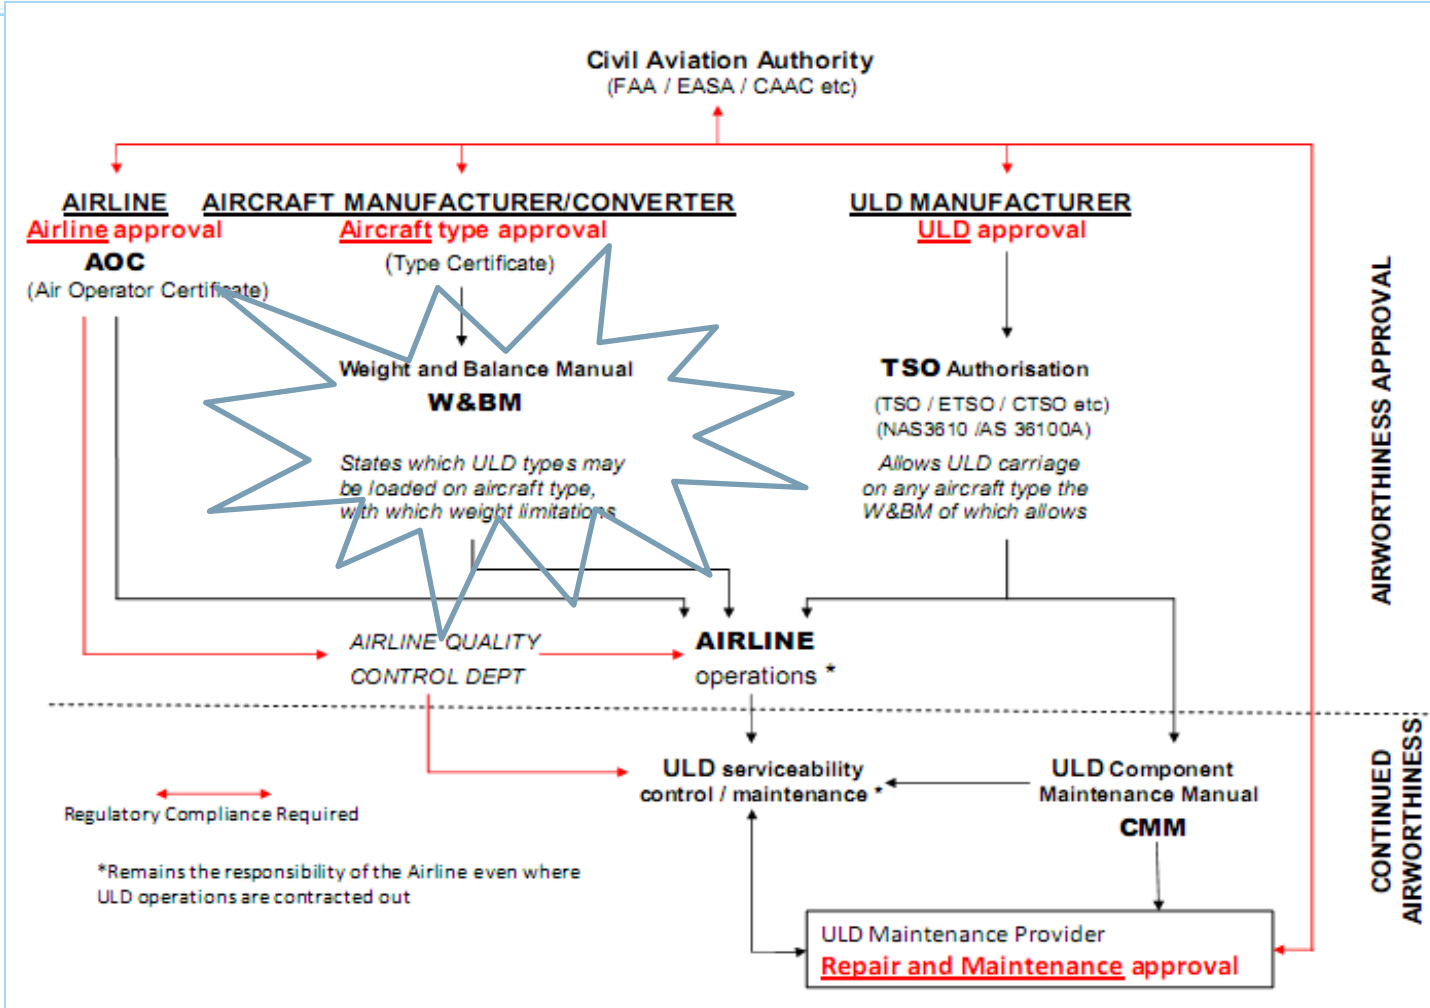 Civil Aviation Authority
(FAA / EASA / CAAC etc)
AIRLINE
Airline approval
AOC
(Air Operator Certificate)
AIRCRAFT MANUFACTURER/CONVERTER
Aircraft type approval
(Type Certificate)
Weight and Balance Manual
W&BM
States which ULD types may
be loaded on aircraft type,
with which weight limitations
ULD MANUFACTURER
ULD approval
TSO Authorisation
(TSO / ETSO / CTSO etc)
(NAS3610 /AS 36100A)
Allows ULD carriage
on any aircraft type the
W&BM of which allows
AIRWORTHINESS APPROVAL
AIRLINE QUALITY
CONTROL DEPT
AIRLINE
operations *
ULD serviceability
control / maintenance *
ULD Component
Maintenance Manual
CMM
CONTINUED
AIRWORTHINESS
Regulatory Compliance Required
*Remains the responsibility of the Airline even where
ULD operations are contracted out
ULD Maintenance Provider
Repair and Maintenance approval